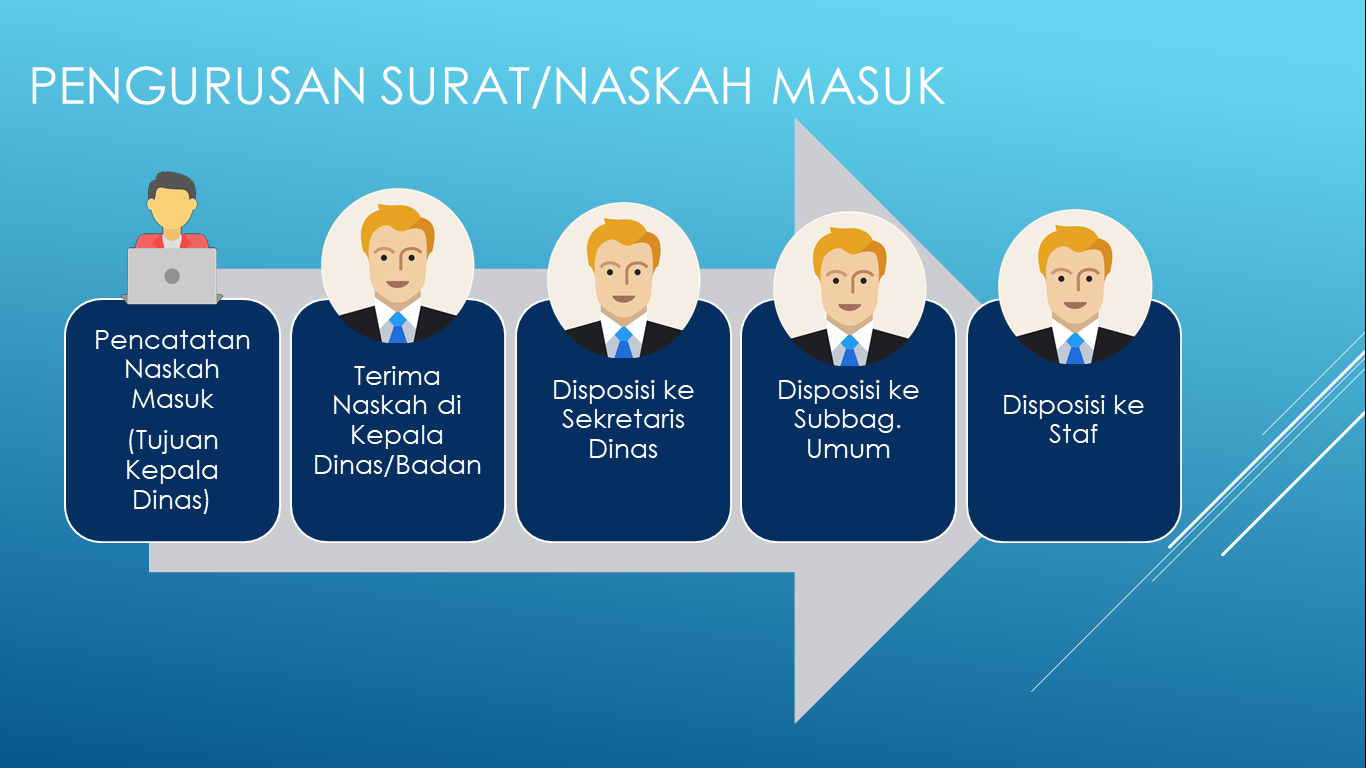 PENGURUSAN SURAT/NASKAH MASUK
Pencatatan
Naskah
Masuk
(Tujuan
Kepala
Dinas)
Terima
Naskah di
Kepala
Dinas/Badan
Disposisi ke
Sekretaris
Dinas
Disposisi ke
Subbag.
Umum
Disposisi ke
Staf